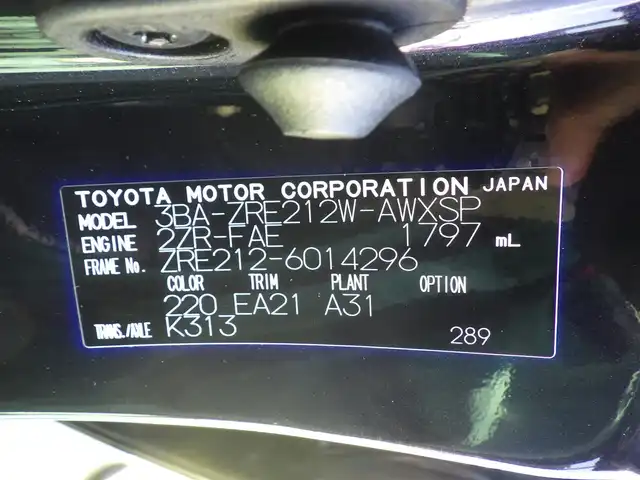 TOYOTA MOTOR CORPORATION JAPAN
MODEL 3BA-ZRE212W-AWXSP
ENGINE 2ZR-FAE 1797 mL
FRAME No. ZRE212-6014296
COLOR TRIM PLANT OPTION
220 EA21 A31
TRANS./AXLE K313
289